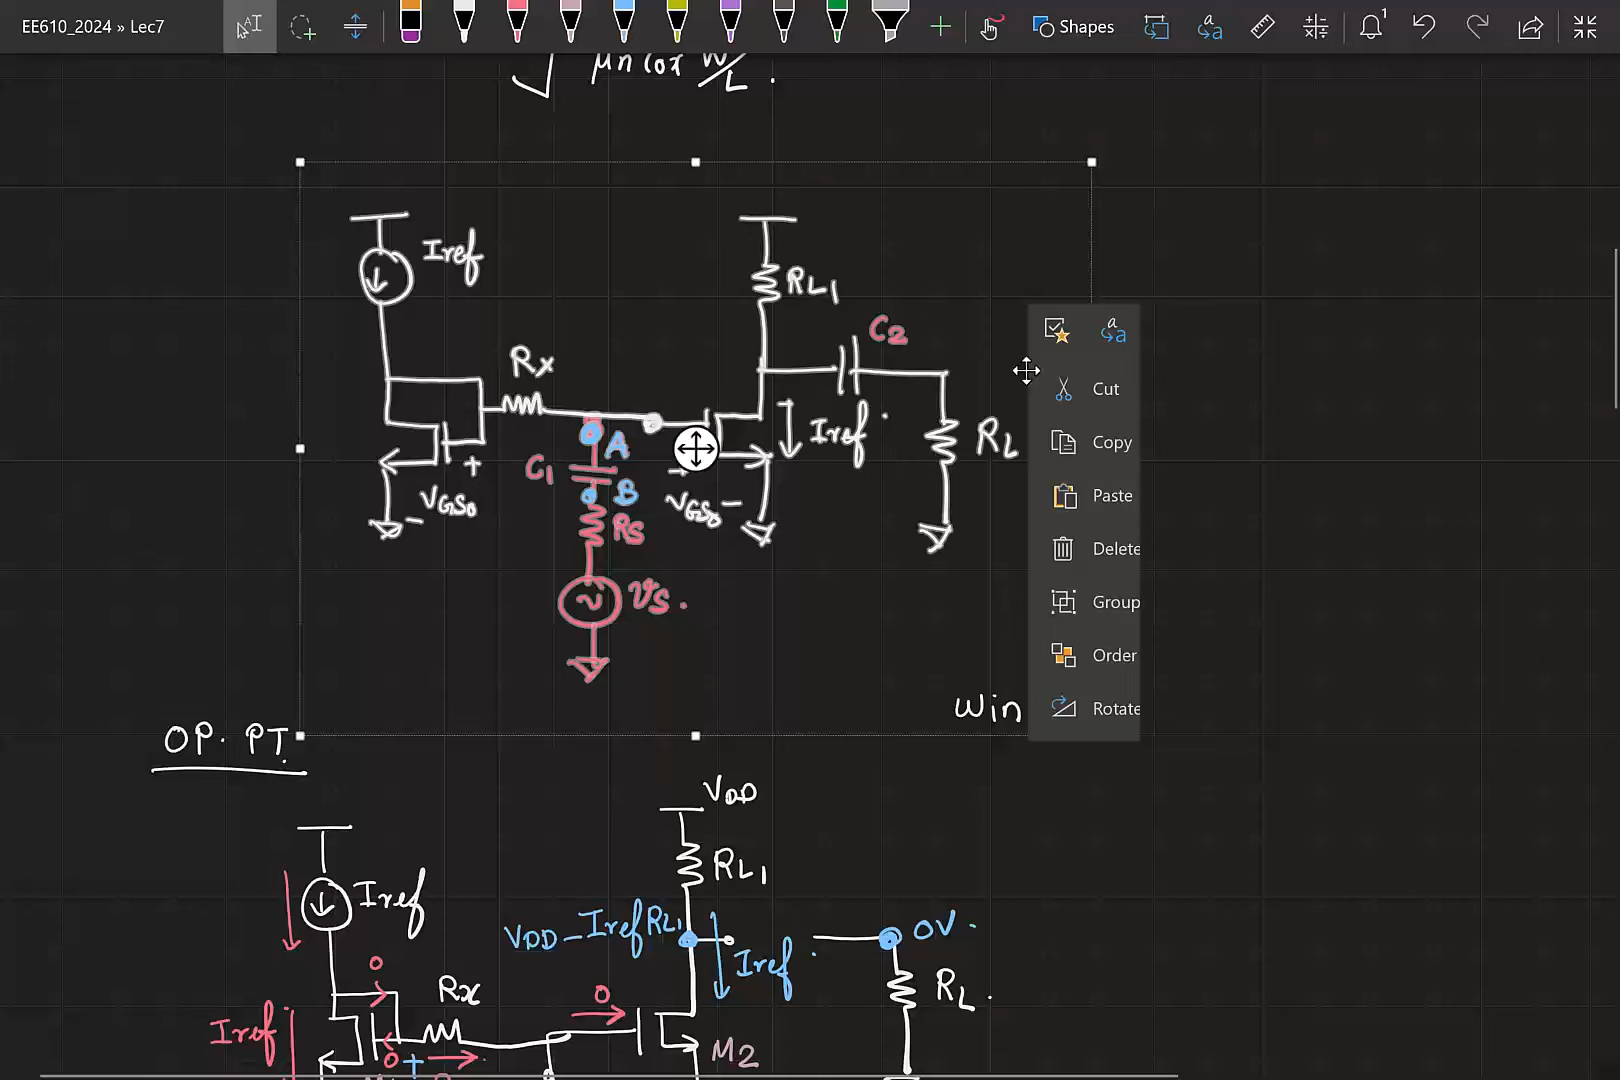 EE610_2024 » Lec7
Shapes
1
√ μn Cox W/L .
Iref
RL1
C2
Rx
Iref
RL
A
C1
+
B
VGS0
-
RS
VGS0 -
vs .
Win
Cut
Copy
Paste
Delete
Group
Order
Rotate
OP. PT.
VDD
RL1
Iref
VDD - Iref RL1
0V.
Iref
0
Rx
RL .
0
Iref
0
+
M2